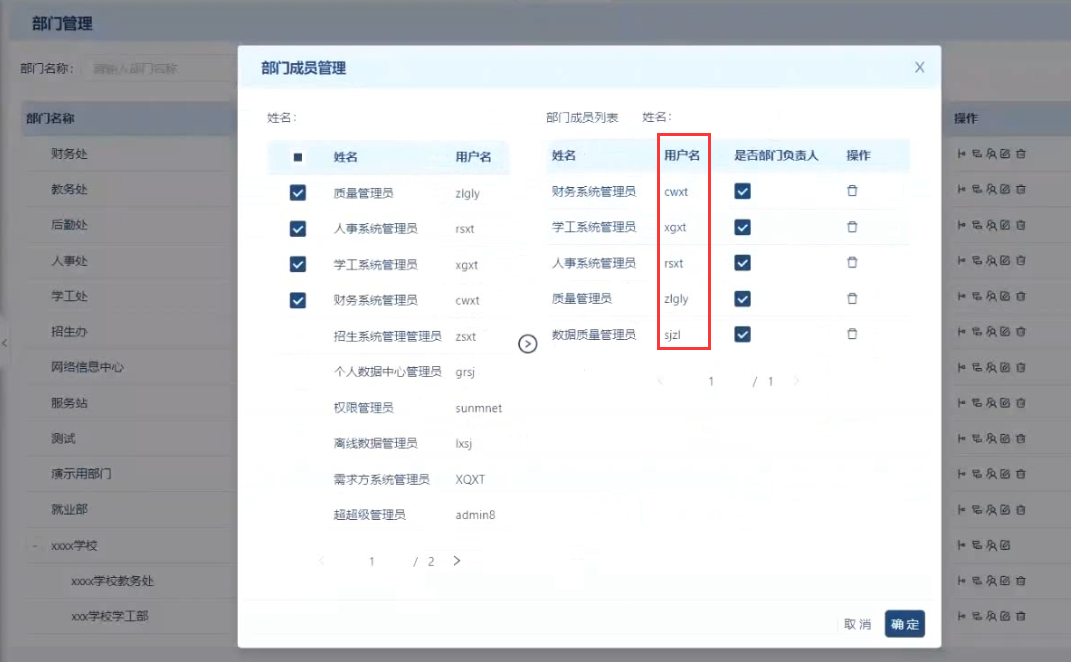 部门管理
部门名称： 请输入部门名称
部门名称 操作
财务处
教务处
后勤处
人事处
学工处
招生办
网络信息中心
服务站
测试
演示用部门
就业部
- xxxx学校
xxxx学校教务处
xxx学校学工部
部门成员管理 X
姓名：
姓名 用户名
质量管理员 zlgly
人事系统管理员 rsxt
学工系统管理员 xgxt
财务系统管理员 cwxt
招生系统管理管理员 zsxt
个人数据中心管理员 grsj
权限管理员 sunmnet
离线数据管理员 lxsj
需求方系统管理员 XQXT
超超级管理员 admin8
< 1 / 2 >
部门成员列表 姓名：
姓名 用户名 是否部门负责人 操作
财务系统管理员 cwxt
学工系统管理员 xgxt
人事系统管理员 rsxt
质量管理员 zlgly
数据质量管理员 sjzl
< 1 / 1 >
取消 确定